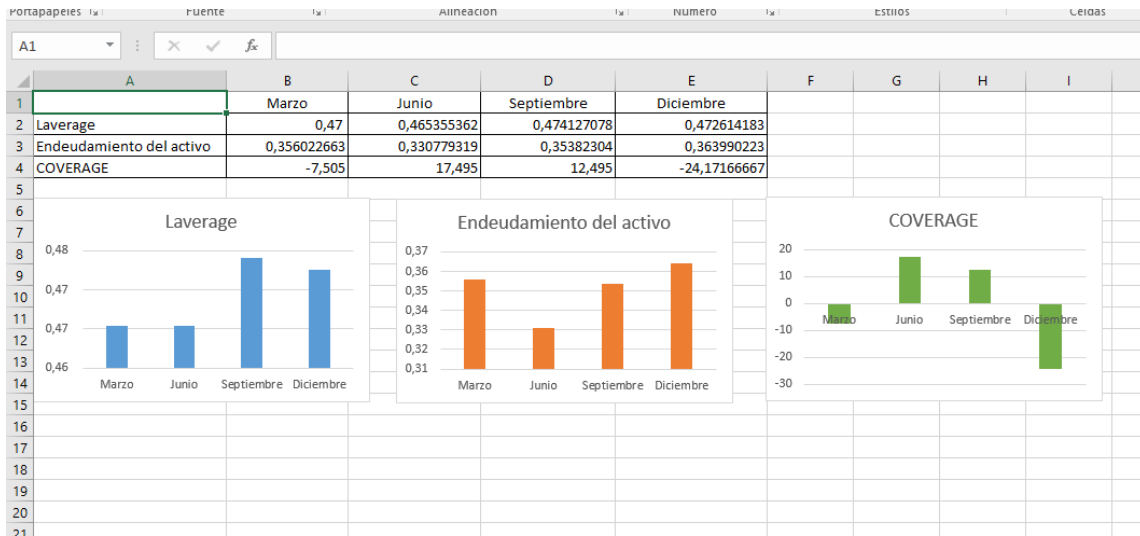 Portapapeles Fuente Alineación Número Estilos Celdas
A1 fx
A B C D E F G H I
1 Marzo Junio Septiembre Diciembre
2 Laverage 0,47 0,465355362 0,474127078 0,472614183
3 Endeudamiento del activo 0,356022663 0,330779319 0,35382304 0,363990223
4 COVERAGE -7,505 17,495 12,495 -24,17166667
5
6
7
8
9
10
11
12
13
14
15
16
17
18
19
20
21
Laverage
0,48
0,47
0,47
0,46
Marzo Junio Septiembre Diciembre
Endeudamiento del activo
0,37
0,36
0,35
0,34
0,33
0,32
0,31
Marzo Junio Septiembre Diciembre
COVERAGE
20
10
0
-10
-20
-30
Marzo Junio Septiembre Diciembre